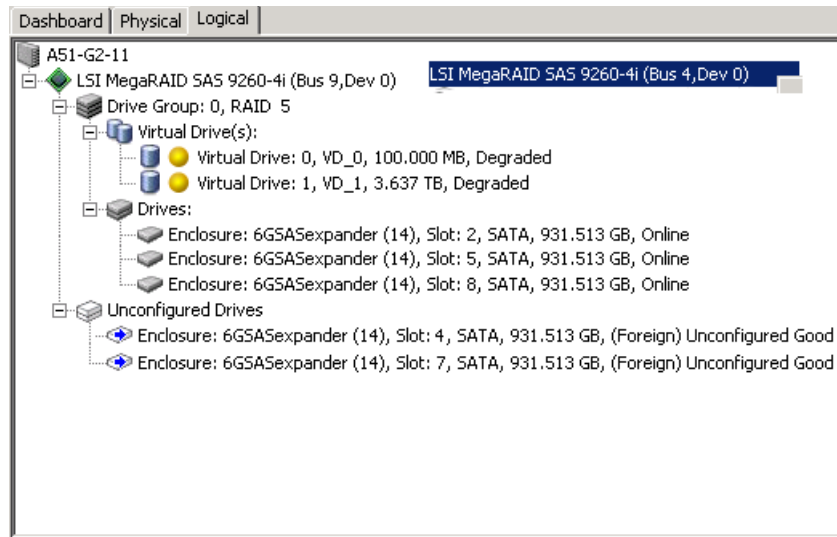 Dashboard Physical Logical
A51-G2-11
LSI MegaRAID SAS 9260-4i (Bus 9,Dev 0) LSI MegaRAID SAS 9260-4i (Bus 4,Dev 0)
Drive Group: 0, RAID 5
Virtual Drive(s):
Virtual Drive: 0, VD_0, 100.000 MB, Degraded
Virtual Drive: 1, VD_1, 3.637 TB, Degraded
Drives:
Enclosure: 6GSASexpander (14), Slot: 2, SATA, 931.513 GB, Online
Enclosure: 6GSASexpander (14), Slot: 5, SATA, 931.513 GB, Online
Enclosure: 6GSASexpander (14), Slot: 8, SATA, 931.513 GB, Online
Unconfigured Drives
Enclosure: 6GSASexpander (14), Slot: 4, SATA, 931.513 GB, (Foreign) Unconfigured Good
Enclosure: 6GSASexpander (14), Slot: 7, SATA, 931.513 GB, (Foreign) Unconfigured Good